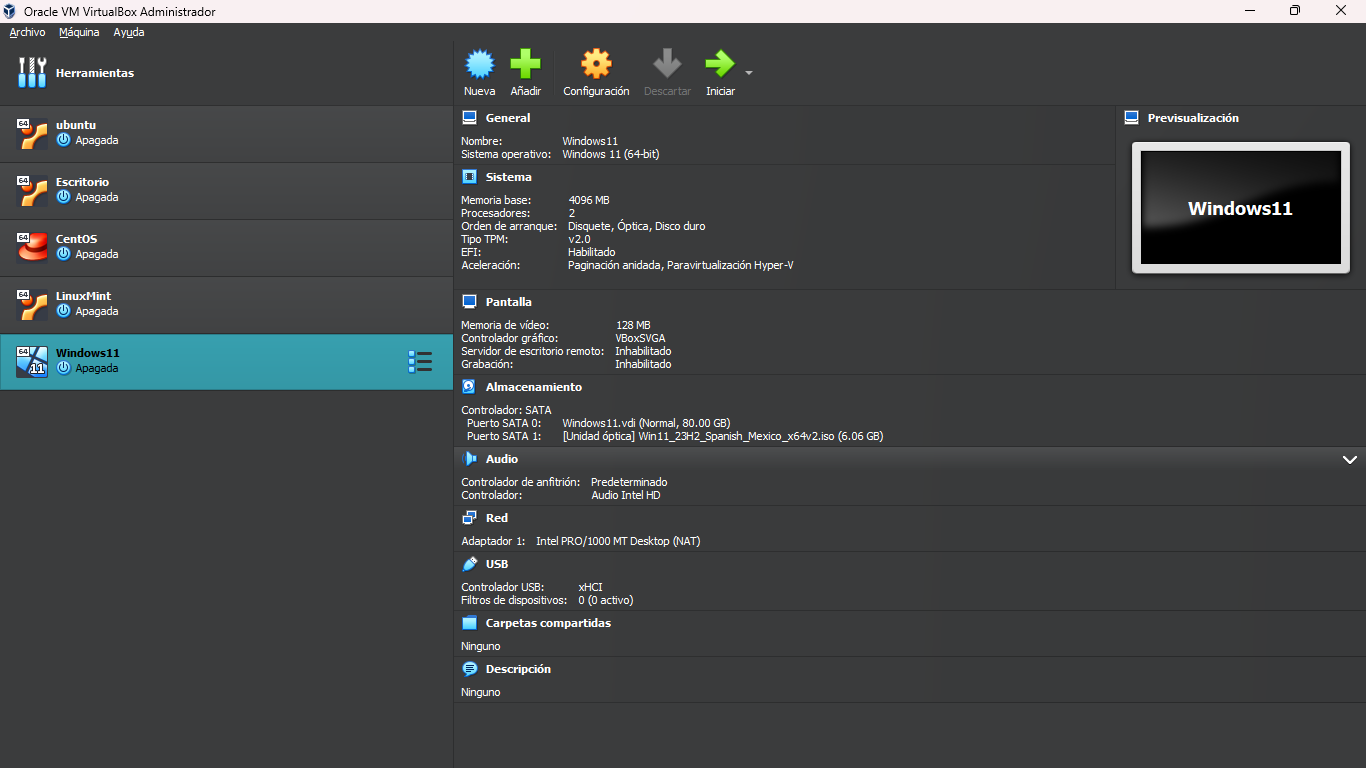 Oracle VM VirtualBox Administrador
Archivo Máquina Ayuda
Herramientas
64
ubuntu
Apagada
64
Escritorio
Apagada
64
CentOS
Apagada
64
LinuxMint
Apagada
64
11
Windows11
Apagada
Nueva Añadir Configuración Descartar Iniciar
General
Nombre: Windows11
Sistema operativo: Windows 11 (64-bit)
Sistema
Memoria base: 4096 MB
Procesadores: 2
Orden de arranque: Disquete, Óptica, Disco duro
Tipo TPM: v2.0
EFI: Habilitado
Aceleración: Paginación anidada, Paravirtualización Hyper-V
Previsualización
Windows11
Pantalla
Memoria de vídeo: 128 MB
Controlador gráfico: VBoxSVGA
Servidor de escritorio remoto: Inhabilitado
Grabación: Inhabilitado
Almacenamiento
Controlador: SATA
Puerto SATA 0: Windows11.vdi (Normal, 80.00 GB)
Puerto SATA 1: [Unidad óptica] Win11_23H2_Spanish_Mexico_x64v2.iso (6.06 GB)
Audio
Controlador de anfitrión: Predeterminado
Controlador: Audio Intel HD
Red
Adaptador 1: Intel PRO/1000 MT Desktop (NAT)
USB
Controlador USB: xHCI
Filtros de dispositivos: 0 (0 activo)
Carpetas compartidas
Ninguno
Descripción
Ninguno